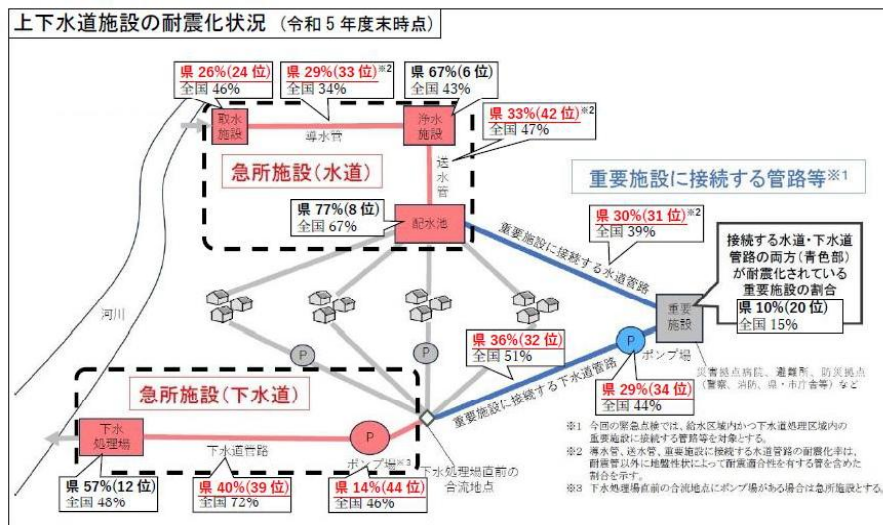 上下水道施設の耐震化状況 (令和5年度末時点)
県 26%(24 位)
全国 46%
県 29%(33 位)※2
全国 34%
県 67%(6 位)
全国 43%
県 33%(42 位)※2
全国 47%
取水
施設
導水管
浄水
施設
急所施設(水道)
送水管
重要施設に接続する管路等※1
県 77%(8 位)
全国 67%
配水池
県 30%(31 位)※2
全国 39%
重要施設に接続する水道管路
接続する水道・下水道
管路の両方(青色部)
が耐震化されている
重要施設の割合
県 10%(20 位)
全国 15%
河川
重要
施設
P
P
県 36%(32 位)
全国 51%
P
ポンプ場
災害拠点病院、避難所、防災拠点
(警察、消防、県・市庁舎等)など
急所施設(下水道)
重要施設に接続する下水道管路
県 29%(34 位)
全国 44%
下水
処理場
下水道管路
P
ポンプ場※3
下水処理場直前の
合流地点
県 57%(12 位)
全国 48%
県 40%(39 位)
全国 72%
県 14%(44 位)
全国 46%
※1 今回の緊急点検では、給水区域内かつ下水道処理区域内の
重要施設に接続する管路等を対象とする。
※2 導水管、送水管、重要施設に接続する水道管路の耐震化率は、
耐震管以外に地盤性状によって耐震適合性を有する管を含めた
割合を示す。
※3 下水処理場直前の合流地点にポンプ場がある場合は急所施設とする。